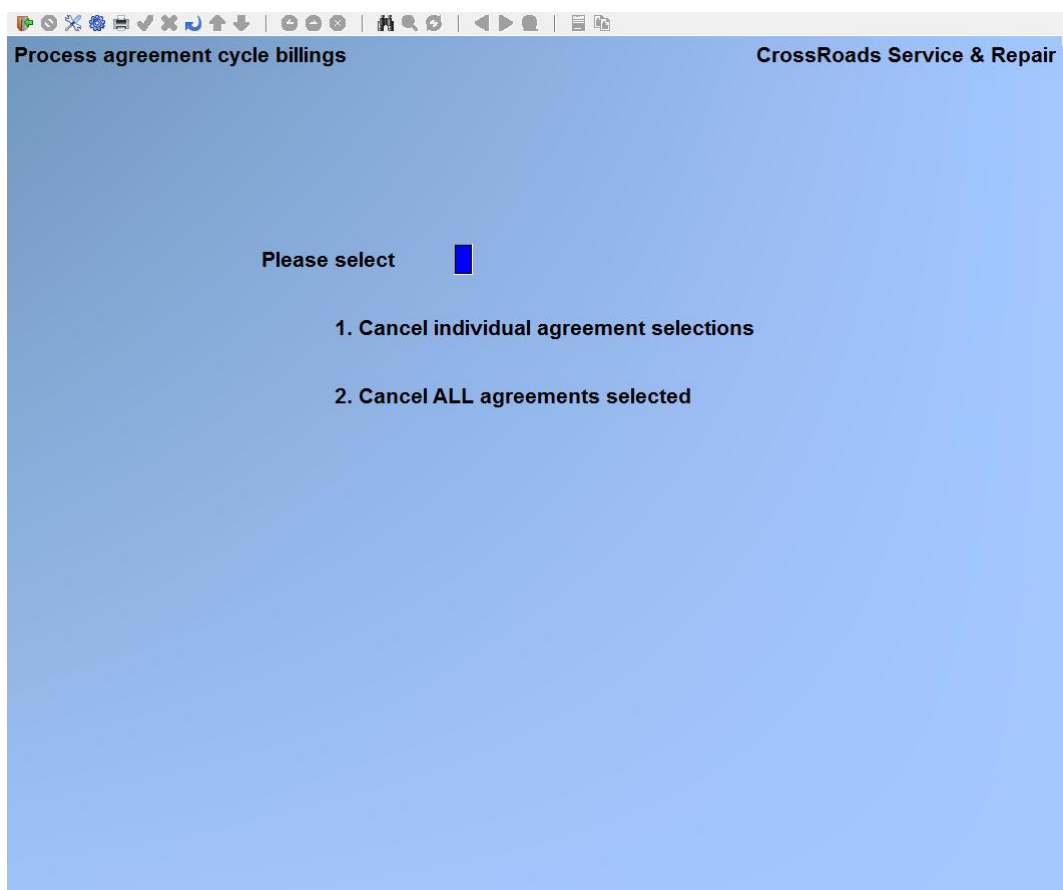 Process agreement cycle billings
CrossRoads Service & Repair
Please select
1. Cancel individual agreement selections
2. Cancel ALL agreements selected